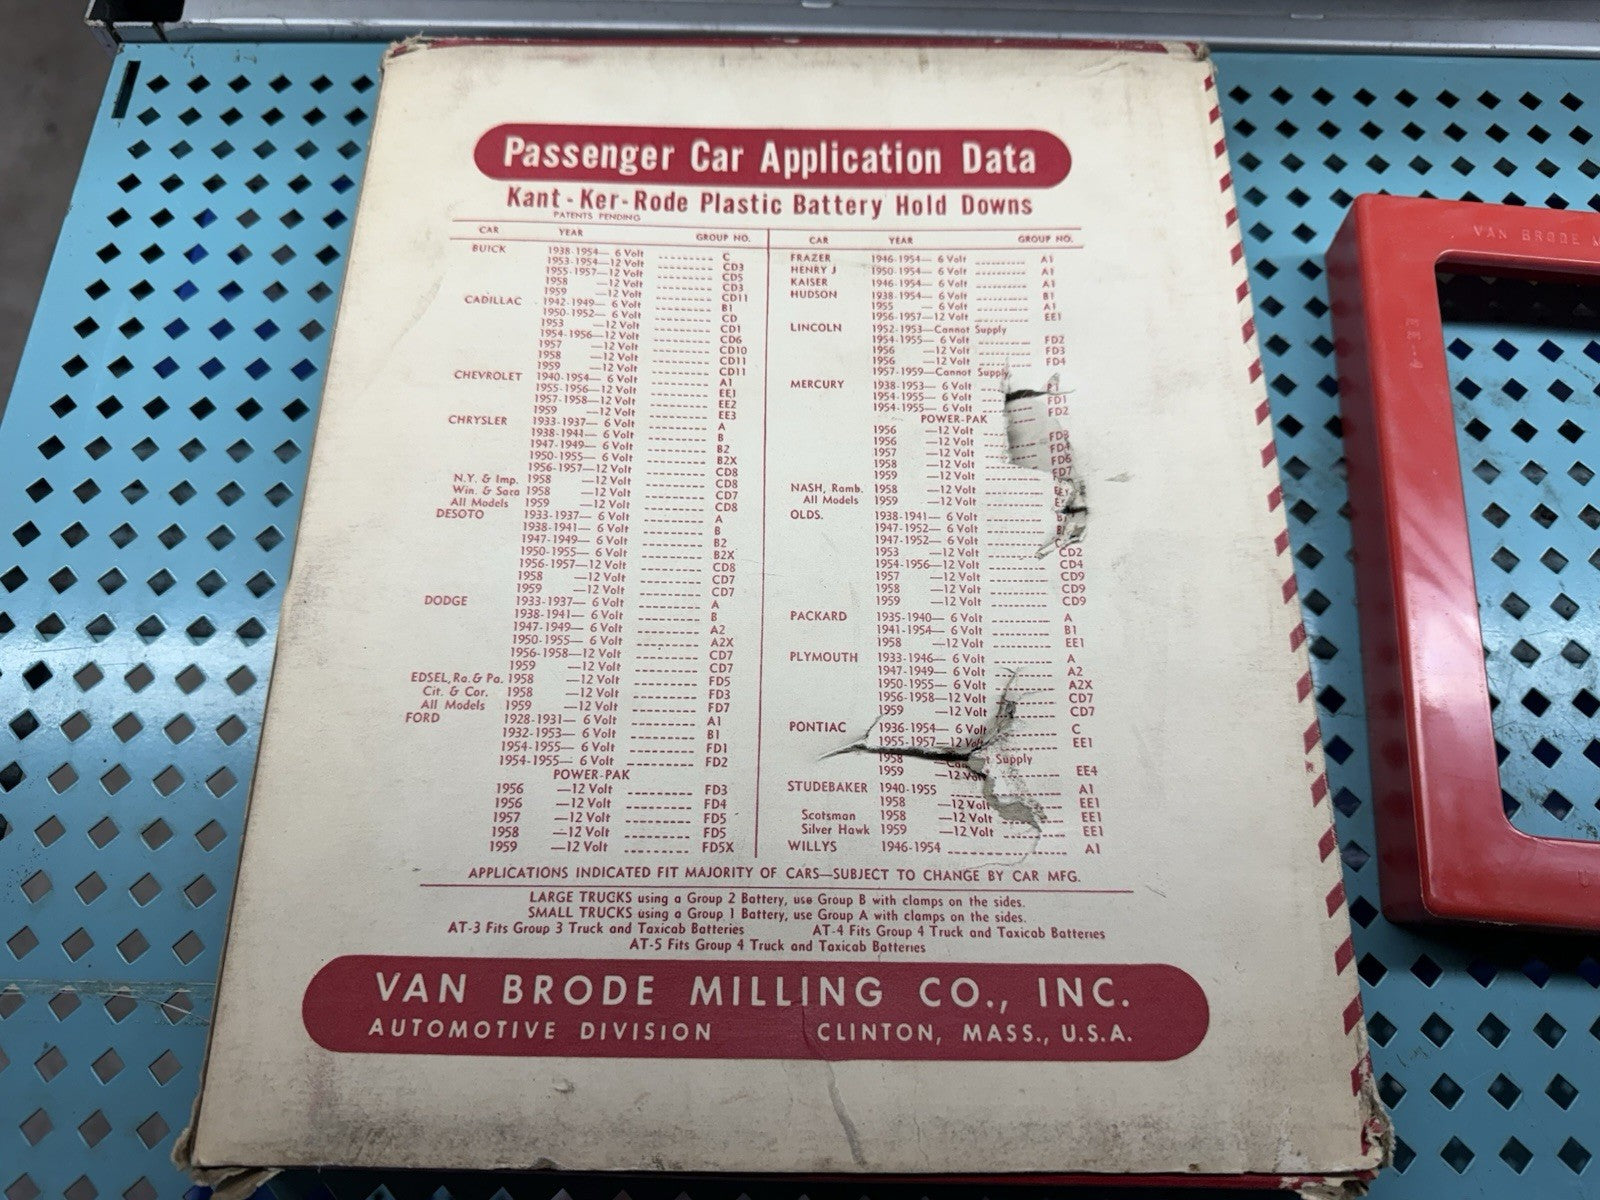 Passenger Car Application Data
Kant-Ker-Rode Plastic Battery Hold Downs
PATENTS PENDING
CAR YEAR GROUP NO.
BUICK 1938-1954— 6 Volt C
1953-1954—12 Volt CD3
1955-1957—12 Volt CD5
1958 —12 Volt CD3
1959 —12 Volt CD11
CADILLAC 1942-1949— 6 Volt B1
1950-1952— 6 Volt CD
1953 —12 Volt CD1
1954-1956—12 Volt CD6
1957 —12 Volt CD10
1958 —12 Volt CD11
1959 —12 Volt CD11
CHEVROLET 1940-1954— 6 Volt A1
1955-1956—12 Volt EE1
1957-1958—12 Volt EE2
1959 —12 Volt EE3
CHRYSLER 1933-1937— 6 Volt A
1938-1941— 6 Volt B
1947-1949— 6 Volt B2
1950-1955— 6 Volt B2X
1956-1957—12 Volt CD8
N.Y. & Imp. 1958 —12 Volt CD8
Win. & Sara 1958 —12 Volt CD7
All Models 1959 —12 Volt CD8
DESOTO 1933-1937— 6 Volt A
1938-1941— 6 Volt B
1947-1949— 6 Volt B2
1950-1955— 6 Volt B2X
1956-1957—12 Volt CD8
1958 —12 Volt CD7
1959 —12 Volt CD7
DODGE 1933-1937— 6 Volt A
1938-1941— 6 Volt B
1947-1949— 6 Volt A2
1950-1955— 6 Volt A2X
1956-1958—12 Volt CD7
1959 —12 Volt CD7
EDSEL, Ra. & Pa. 1958 —12 Volt FD5
Cit. & Cor. 1958 —12 Volt FD3
All Models 1959 —12 Volt FD7
FORD 1928-1931— 6 Volt A1
1932-1953— 6 Volt B1
1954-1955— 6 Volt FD1
1954-1955— 6 Volt FD2
POWER-PAK
1956 —12 Volt FD3
1956 —12 Volt FD4
1957 —12 Volt FD5
1958 —12 Volt FD5
1959 —12 Volt FD5X
CAR YEAR GROUP NO.
FRAZER 1946-1954— 6 Volt A1
HENRY J 1950-1954— 6 Volt A1
KAISER 1946-1954— 6 Volt A1
HUDSON 1938-1954— 6 Volt B1
1955 — 6 Volt A1
1956-1957—12 Volt EE1
LINCOLN 1952-1953—Cannot Supply
1954-1955— 6 Volt FD2
1956 —12 Volt FD3
1956 —12 Volt FD4
1957-1959—Cannot Supply
MERCURY 1938-1953— 6 Volt
1954-1955— 6 Volt FD1
1954-1955— 6 Volt FD2
POWER-PAK
1956 —12 Volt FD3
1956 —12 Volt FD4
1957 —12 Volt FD6
1958 —12 Volt FD7
1959 —12 Volt
NASH, Ramb. 1958 —12 Volt
All Models 1959 —12 Volt
OLDS. 1938-1941— 6 Volt
1947-1952— 6 Volt
1947-1952— 6 Volt
1953 —12 Volt CD2
1954-1956—12 Volt CD4
1957 —12 Volt CD9
1958 —12 Volt CD9
1959 —12 Volt CD9
PACKARD 1935-1940— 6 Volt A
1941-1954— 6 Volt B1
1958 —12 Volt EE1
PLYMOUTH 1933-1946— 6 Volt A
1947-1949— 6 Volt A2
1950-1955— 6 Volt A2X
1956-1958—12 Volt CD7
1959 —12 Volt CD7
PONTIAC 1936-1954— 6 Volt C
1955-1957—12 Volt EE1
1958 Supply
1959 —12 Volt EE4
STUDEBAKER 1940-1955 A1
1958 —12 Volt EE1
Scotsman 1958 —12 Volt EE1
Silver Hawk 1959 —12 Volt EE1
WILLYS 1946-1954 A1
APPLICATIONS INDICATED FIT MAJORITY OF CARS—SUBJECT TO CHANGE BY CAR MFG.
LARGE TRUCKS using a Group 2 Battery, use Group B with clamps on the sides.
SMALL TRUCKS using a Group 1 Battery, use Group A with clamps on the sides.
AT-3 Fits Group 3 Truck and Taxicab Batteries AT-4 Fits Group 4 Truck and Taxicab Batteries
AT-5 Fits Group 4 Truck and Taxicab Batteries
VAN BRODE MILLING CO., INC.
AUTOMOTIVE DIVISION CLINTON, MASS., U.S.A.
VAN BRODE
EE-4